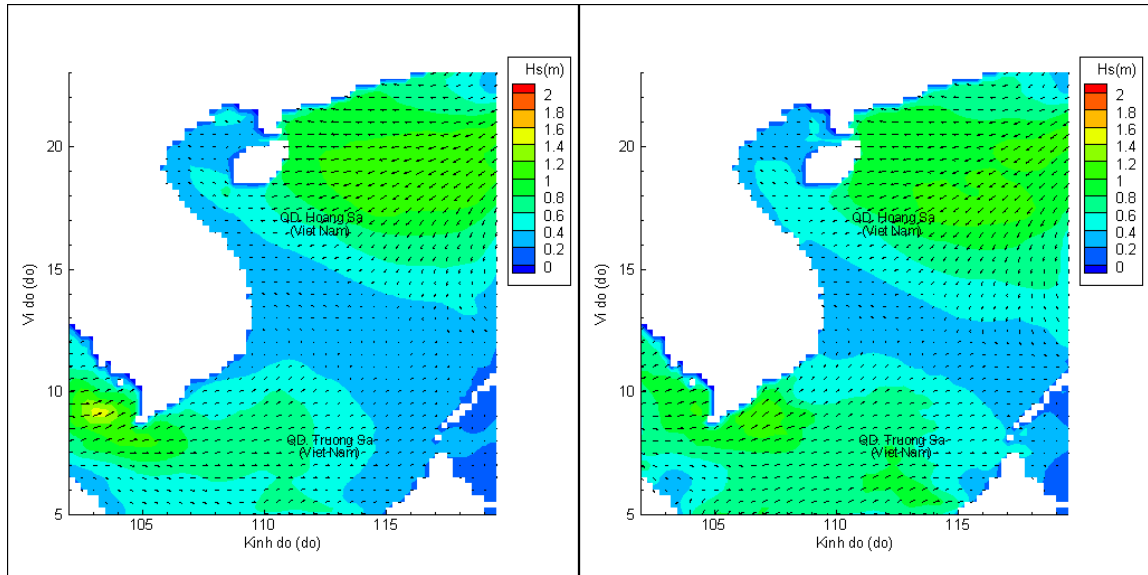 Hs(m)
2
1.8
1.6
1.4
1.2
1
0.8
0.6
0.4
0.2
0
20
15
10
5
Vi do (do)
QD. Hoang Sa
(Viet Nam)
QD. Truong Sa
(Viet Nam)
105
110
115
Kinh do (do)
Hs(m)
2
1.8
1.6
1.4
1.2
1
0.8
0.6
0.4
0.2
0
20
15
10
5
Vi do (do)
QD. Hoang Sa
(Viet Nam)
QD. Truong Sa
(Viet Nam)
105
110
115
Kinh do (do)